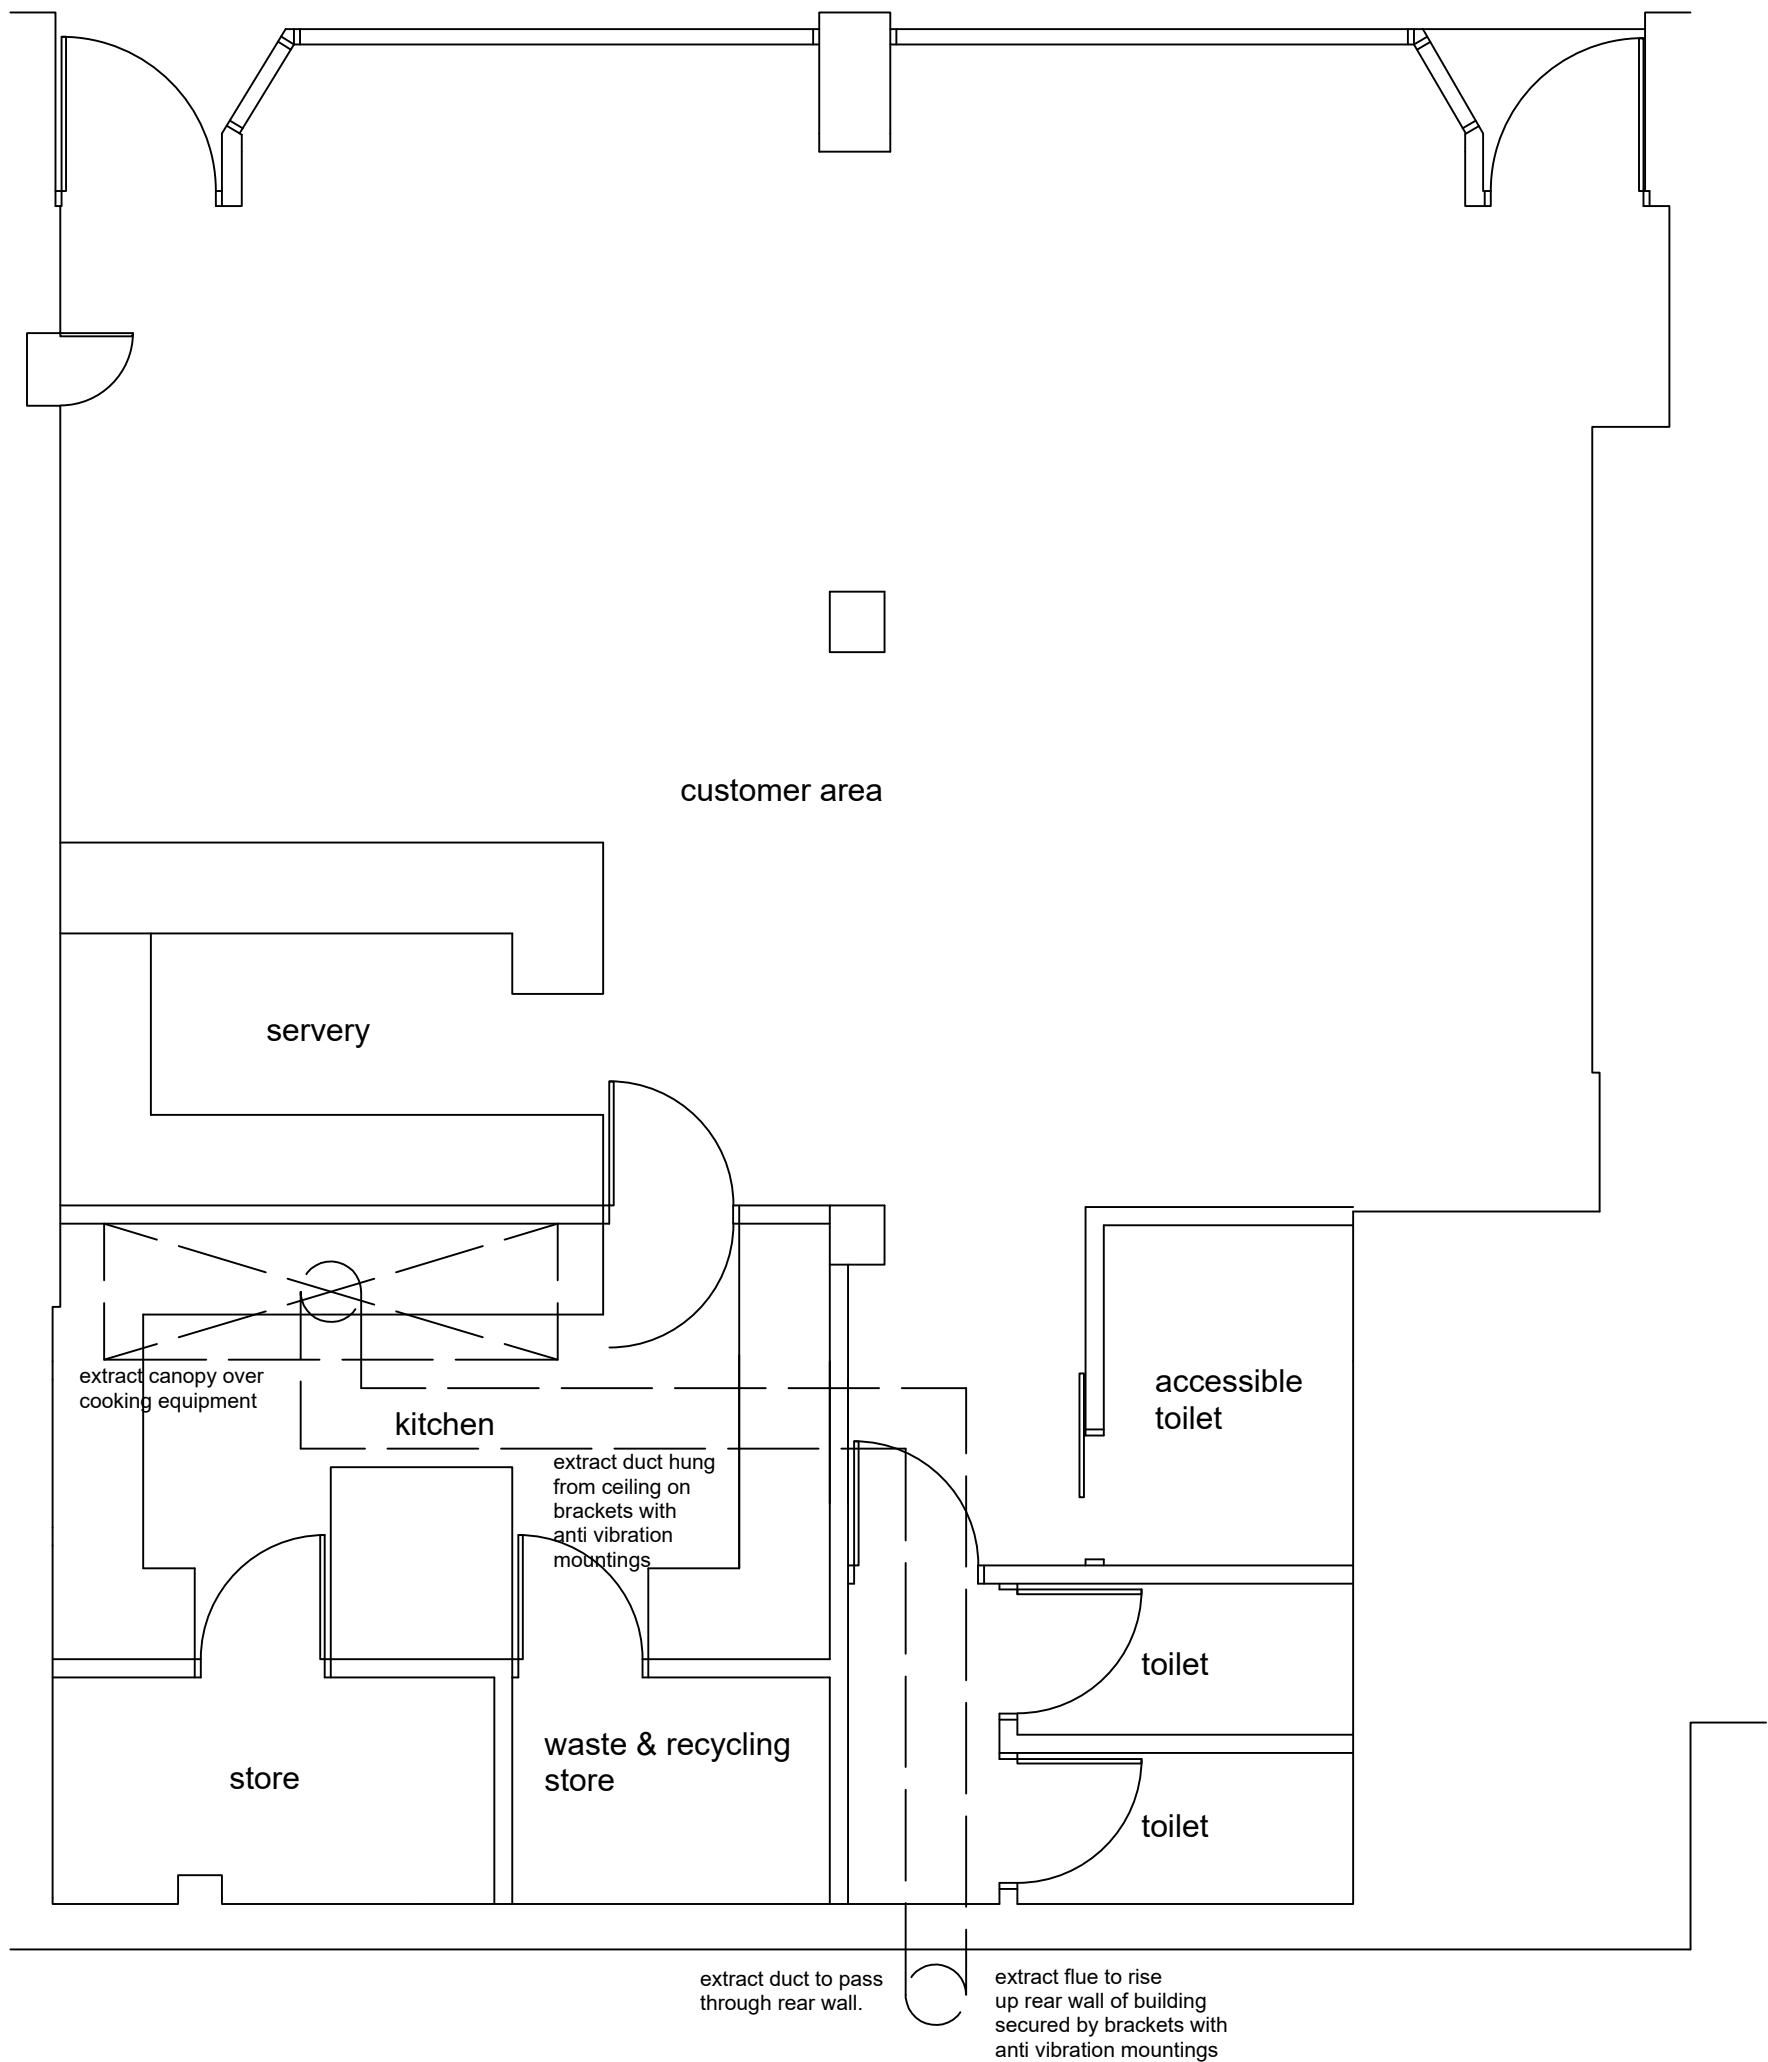 customer area
servery
extract canopy over
cooking equipment
kitchen
accessible
toilet
extract duct hung
from ceiling on
brackets with
anti vibration
mountings
toilet
waste & recycling
store
store
toilet
extract duct to pass
through rear wall.
extract flue to rise
up rear wall of building
secured by brackets with
anti vibration mountings